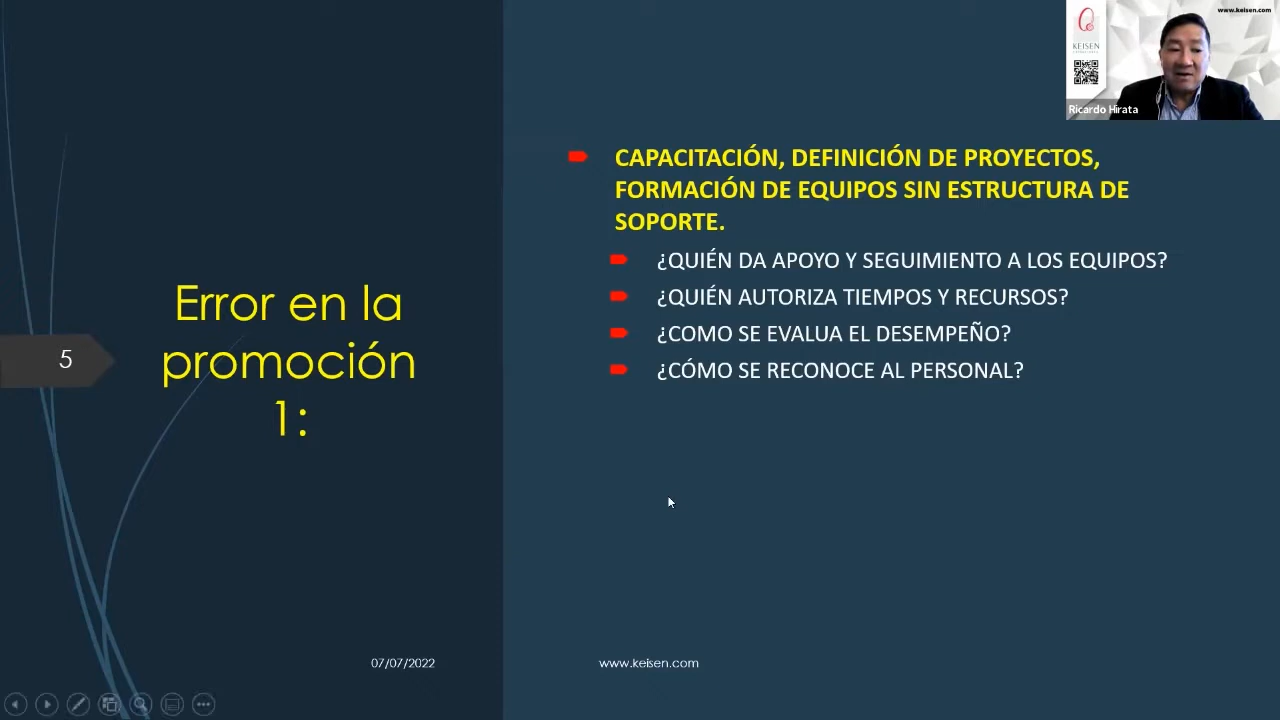 www.keisen.com
KEISEN
Ricardo Hirata
Error en la
promoción
1:
5
CAPACITACIÓN, DEFINICIÓN DE PROYECTOS,
FORMACIÓN DE EQUIPOS SIN ESTRUCTURA DE
SOPORTE.
¿QUIÉN DA APOYO Y SEGUIMIENTO A LOS EQUIPOS?
¿QUIÉN AUTORIZA TIEMPOS Y RECURSOS?
¿COMO SE EVALUA EL DESEMPEÑO?
¿CÓMO SE RECONOCE AL PERSONAL?
07/07/2022
www.keisen.com